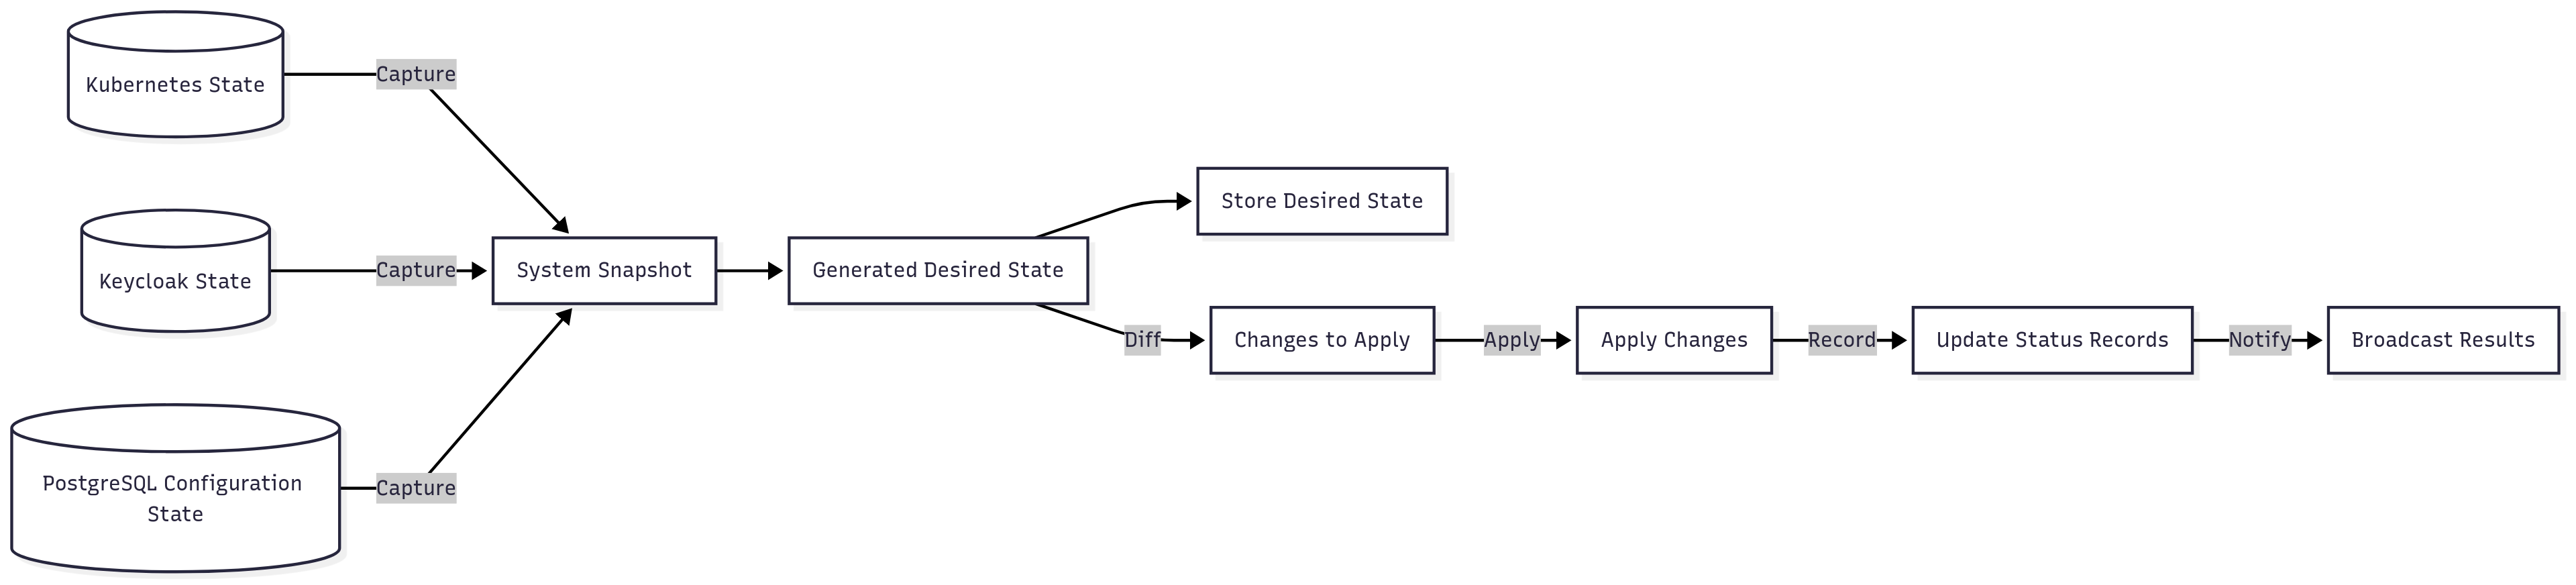 Kubernetes State
Capture
Keycloak State
Capture
PostgreSQL Configuration
State
Capture
System Snapshot
Generated Desired State
Store Desired State
Diff
Changes to Apply
Apply
Apply Changes
Record
Update Status Records
Notify
Broadcast Results